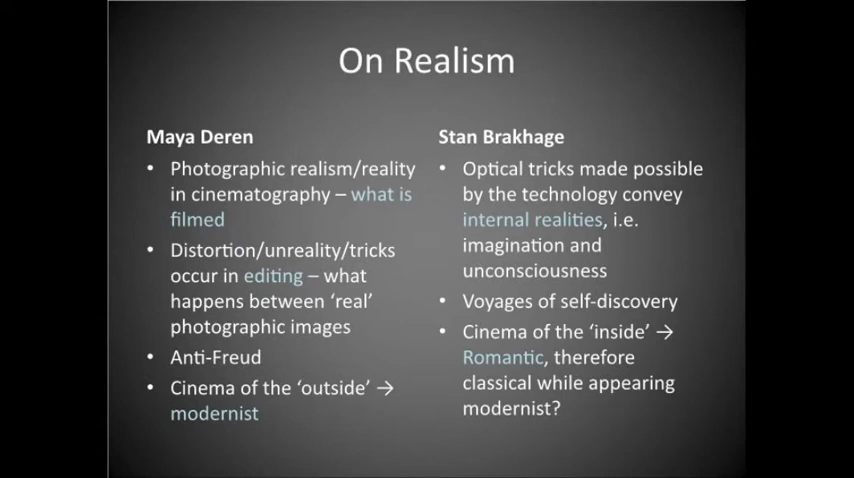 On Realism
Maya Deren
• Photographic realism/reality
in cinematography – what is
filmed
• Distortion/unreality/tricks
occur in editing – what
happens between ‘real’
photographic images
• Anti-Freud
• Cinema of the ‘outside’ →
modernist
Stan Brakhage
• Optical tricks made possible
by the technology convey
internal realities, i.e.
imagination and
unconsciousness
• Voyages of self-discovery
• Cinema of the ‘inside’ →
Romantic, therefore
classical while appearing
modernist?